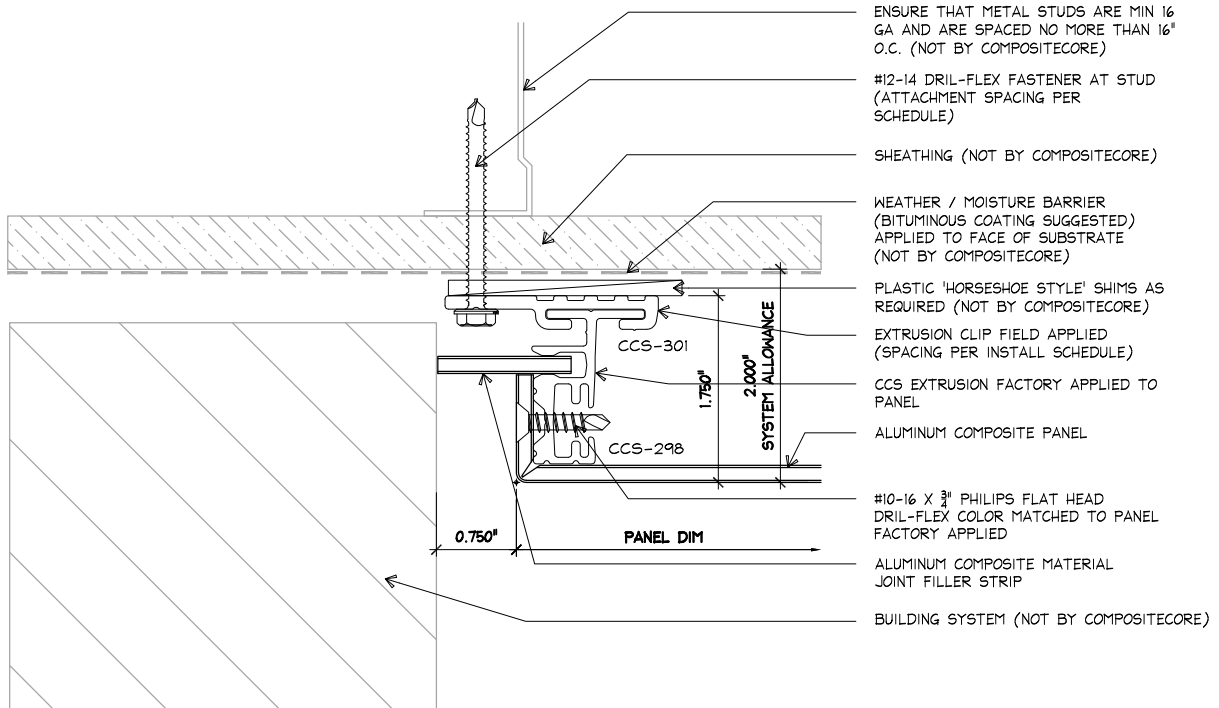 ENSURE THAT METAL STUDS ARE MIN 16
GA AND ARE SPACED NO MORE THAN 16"
O.C. (NOT BY COMPOSITECORE)
#12-14 DRIL-FLEX FASTENER AT STUD
(ATTACHMENT SPACING PER
SCHEDULE)
SHEATHING (NOT BY COMPOSITECORE)
WEATHER / MOISTURE BARRIER
(BITUMINOUS COATING SUGGESTED)
APPLIED TO FACE OF SUBSTRATE
(NOT BY COMPOSITECORE)
PLASTIC 'HORSESHOE STYLE' SHIMS AS
REQUIRED (NOT BY COMPOSITECORE)
EXTRUSION CLIP FIELD APPLIED
(SPACING PER INSTALL SCHEDULE)
CCS EXTRUSION FACTORY APPLIED TO
PANEL
ALUMINUM COMPOSITE PANEL
#10-16 X 3/4" PHILIPS FLAT HEAD
DRIL-FLEX COLOR MATCHED TO PANEL
FACTORY APPLIED
ALUMINUM COMPOSITE MATERIAL
JOINT FILLER STRIP
BUILDING SYSTEM (NOT BY COMPOSITECORE)
CCS-301
CCS-298
1.750"
2.000"
SYSTEM ALLOWANCE
0.750"
PANEL DIM